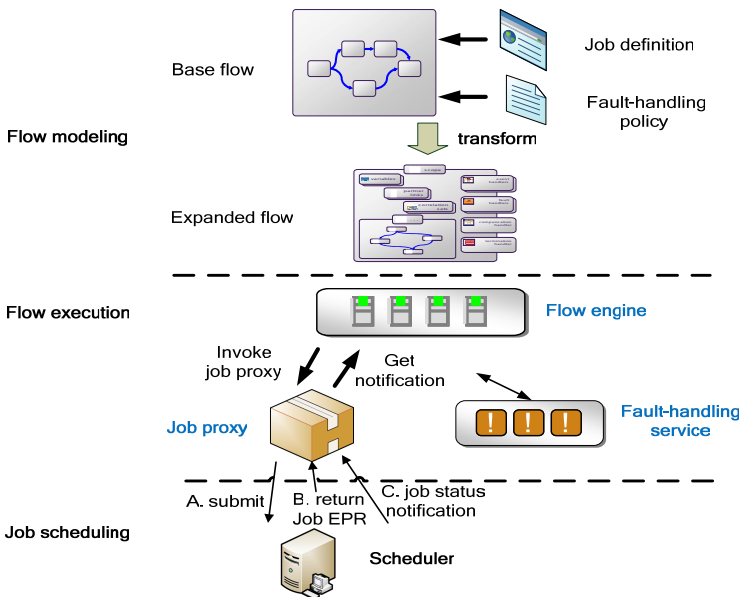 Job definition
Base flow
Fault-handling
policy
Flow modeling
transform
Expanded flow
Flow execution
Flow engine
Invoke
job proxy
Get
notification
Job proxy
Fault-handling
service
A. submit
B. return
Job EPR
C. job status
notification
Job scheduling
Scheduler